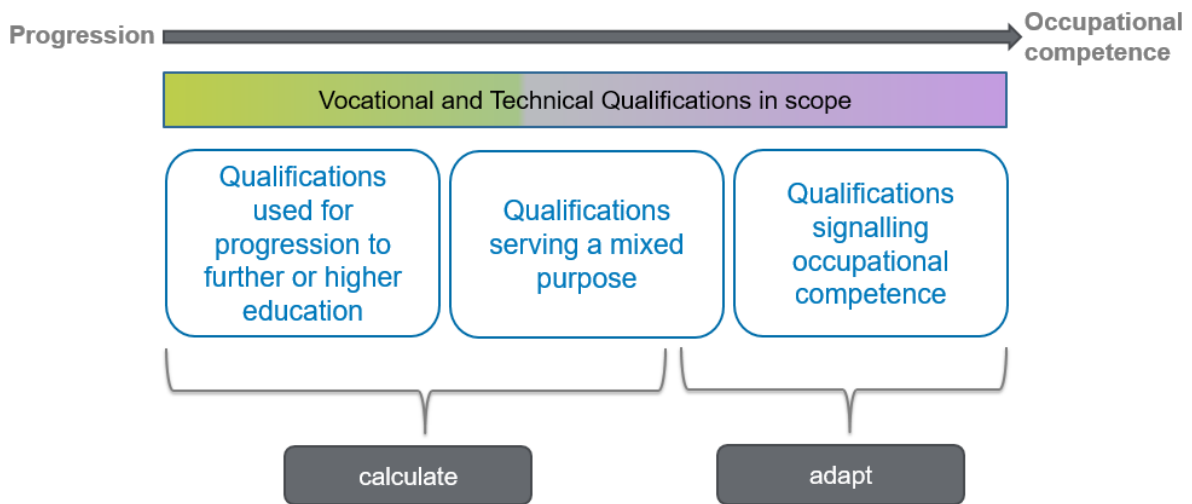 Progression
Occupational
competence
Vocational and Technical Qualifications in scope
Qualifications
used for
progression to
further or higher
education
Qualifications
serving a mixed
purpose
Qualifications
signalling
occupational
competence
calculate
adapt